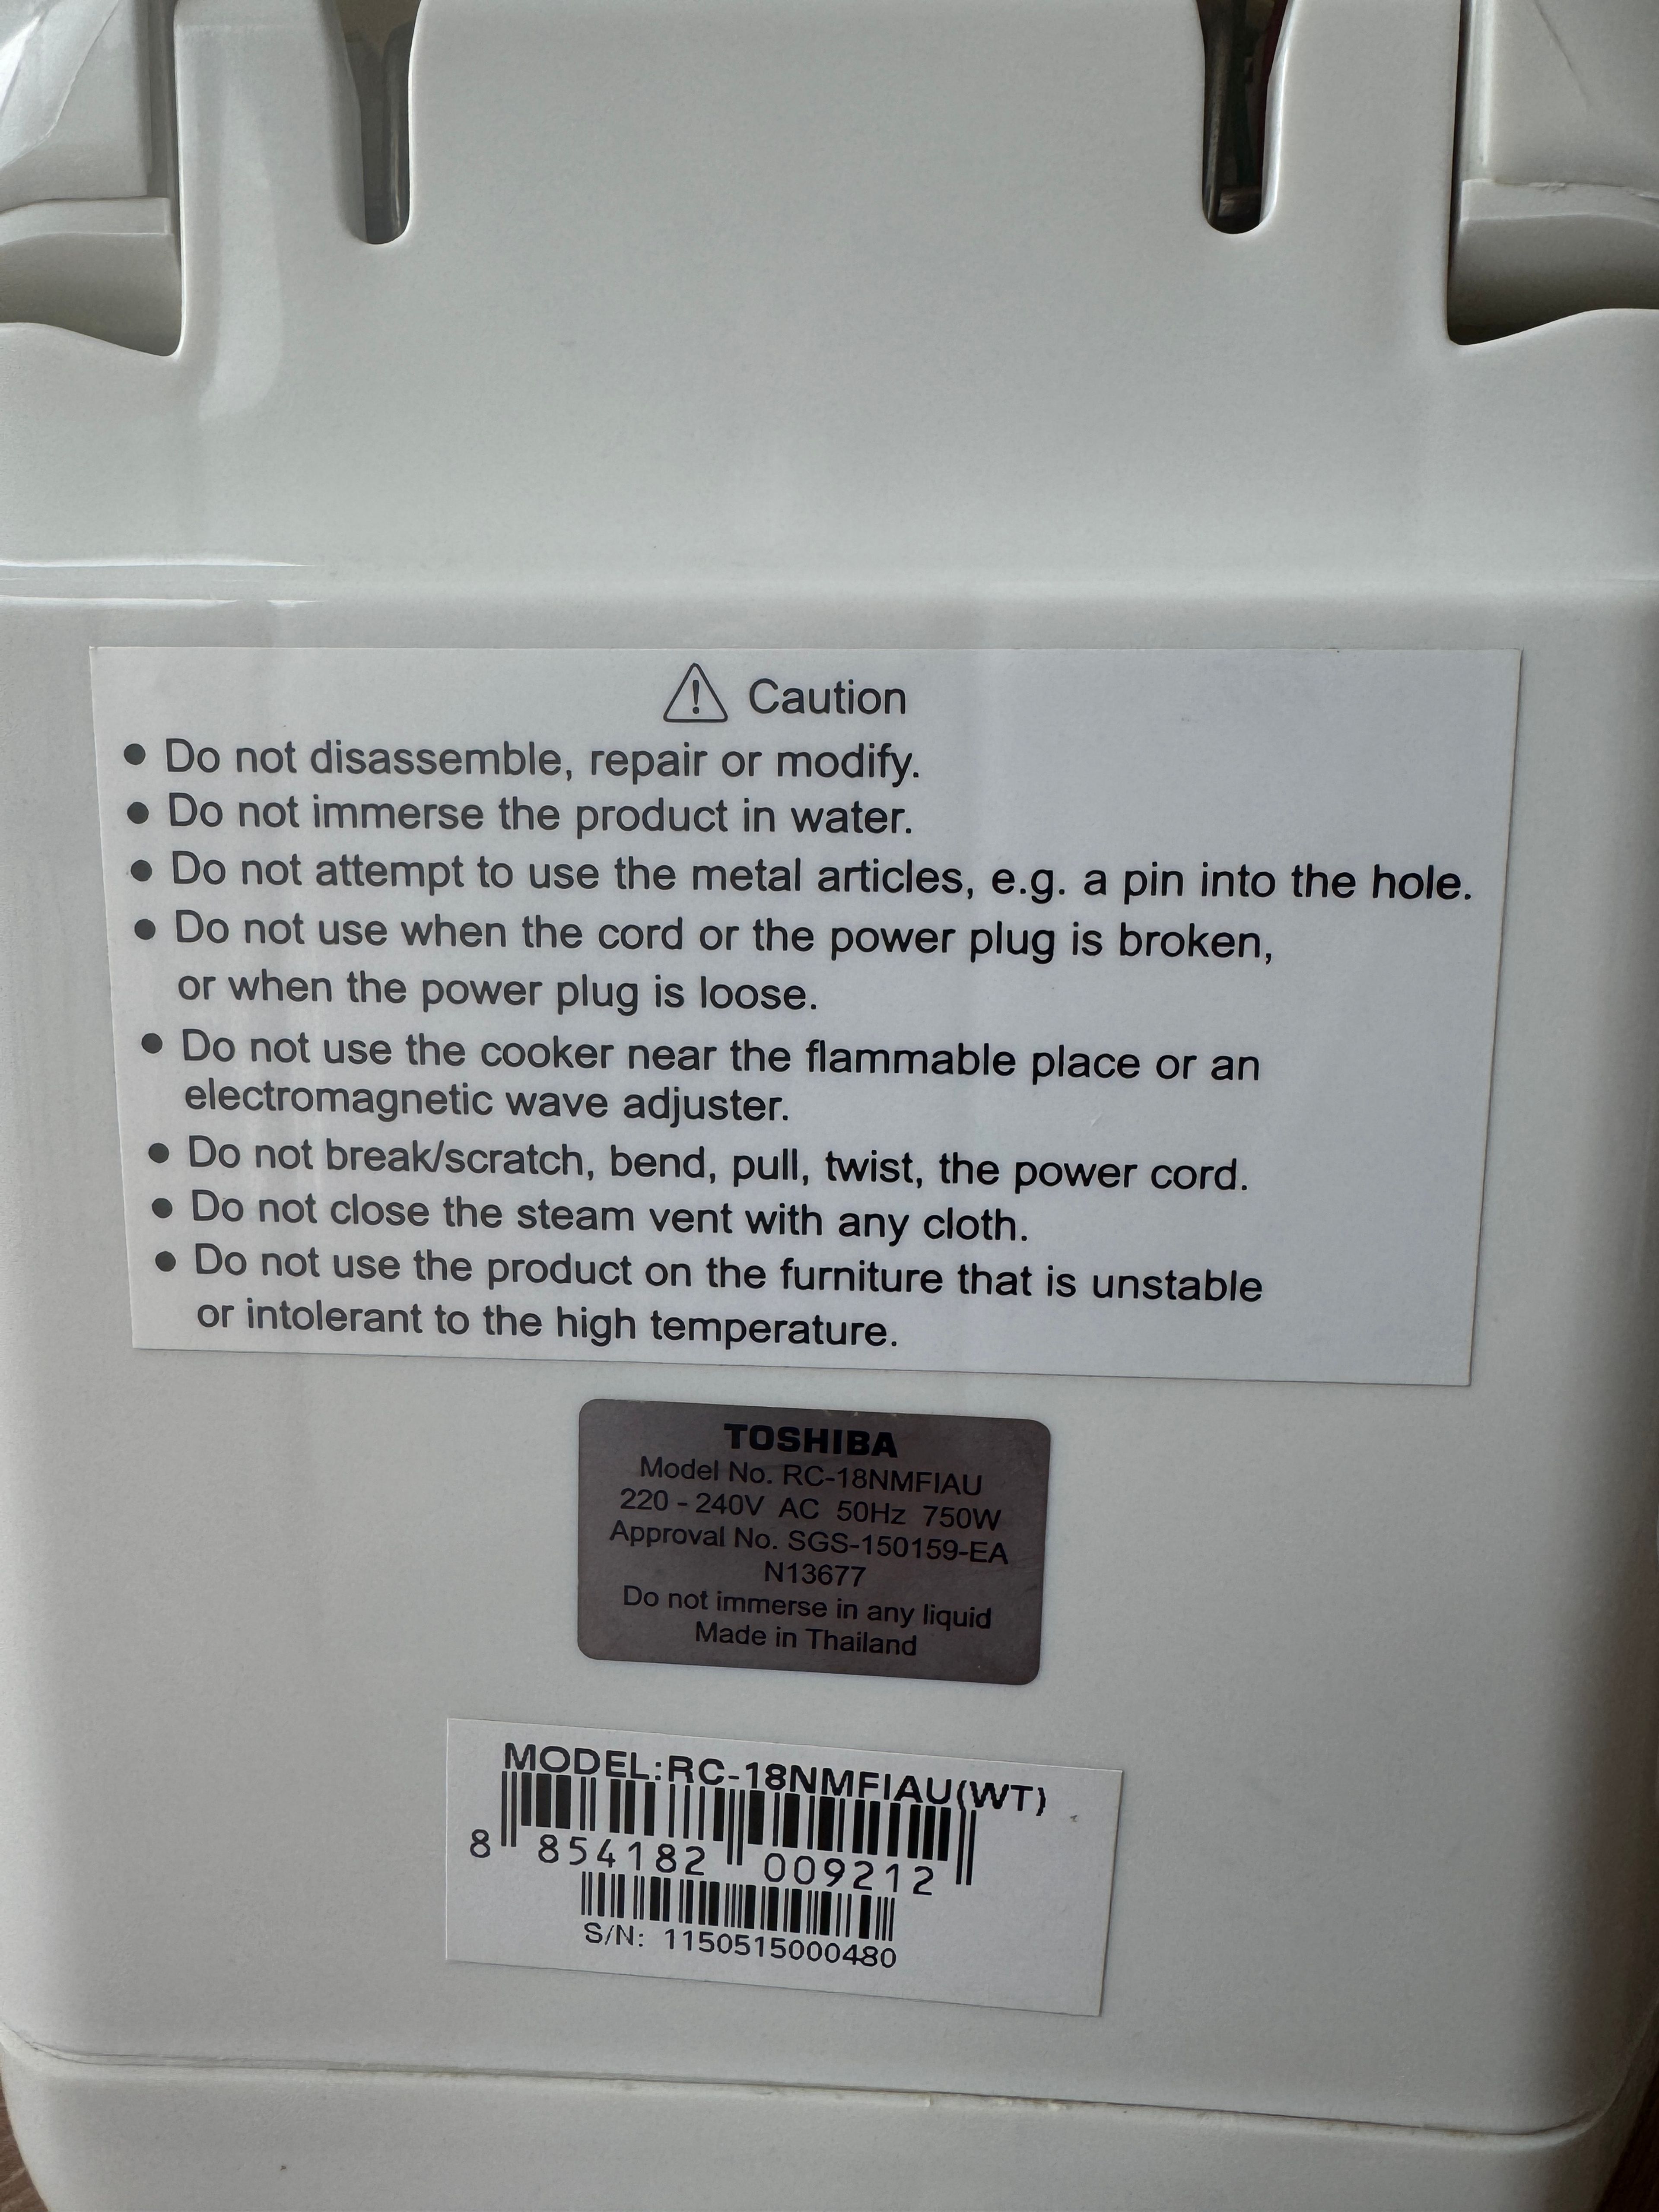 Caution
● Do not disassemble, repair or modify.
● Do not immerse the product in water.
● Do not attempt to use the metal articles, e.g. a pin into the hole.
● Do not use when the cord or the power plug is broken,
or when the power plug is loose.
● Do not use the cooker near the flammable place or an
electromagnetic wave adjuster.
● Do not break/scratch, bend, pull, twist, the power cord.
● Do not close the steam vent with any cloth.
● Do not use the product on the furniture that is unstable
or intolerant to the high temperature.
TOSHIBA
Model No. RC-18NMFIAU
220 - 240V AC 50Hz 750W
Approval No. SGS-150159-EA
N13677
Do not immerse in any liquid
Made in Thailand
MODEL:RC-18NMFIAU(WT)
8 854182 009212
S/N: 1150515000480